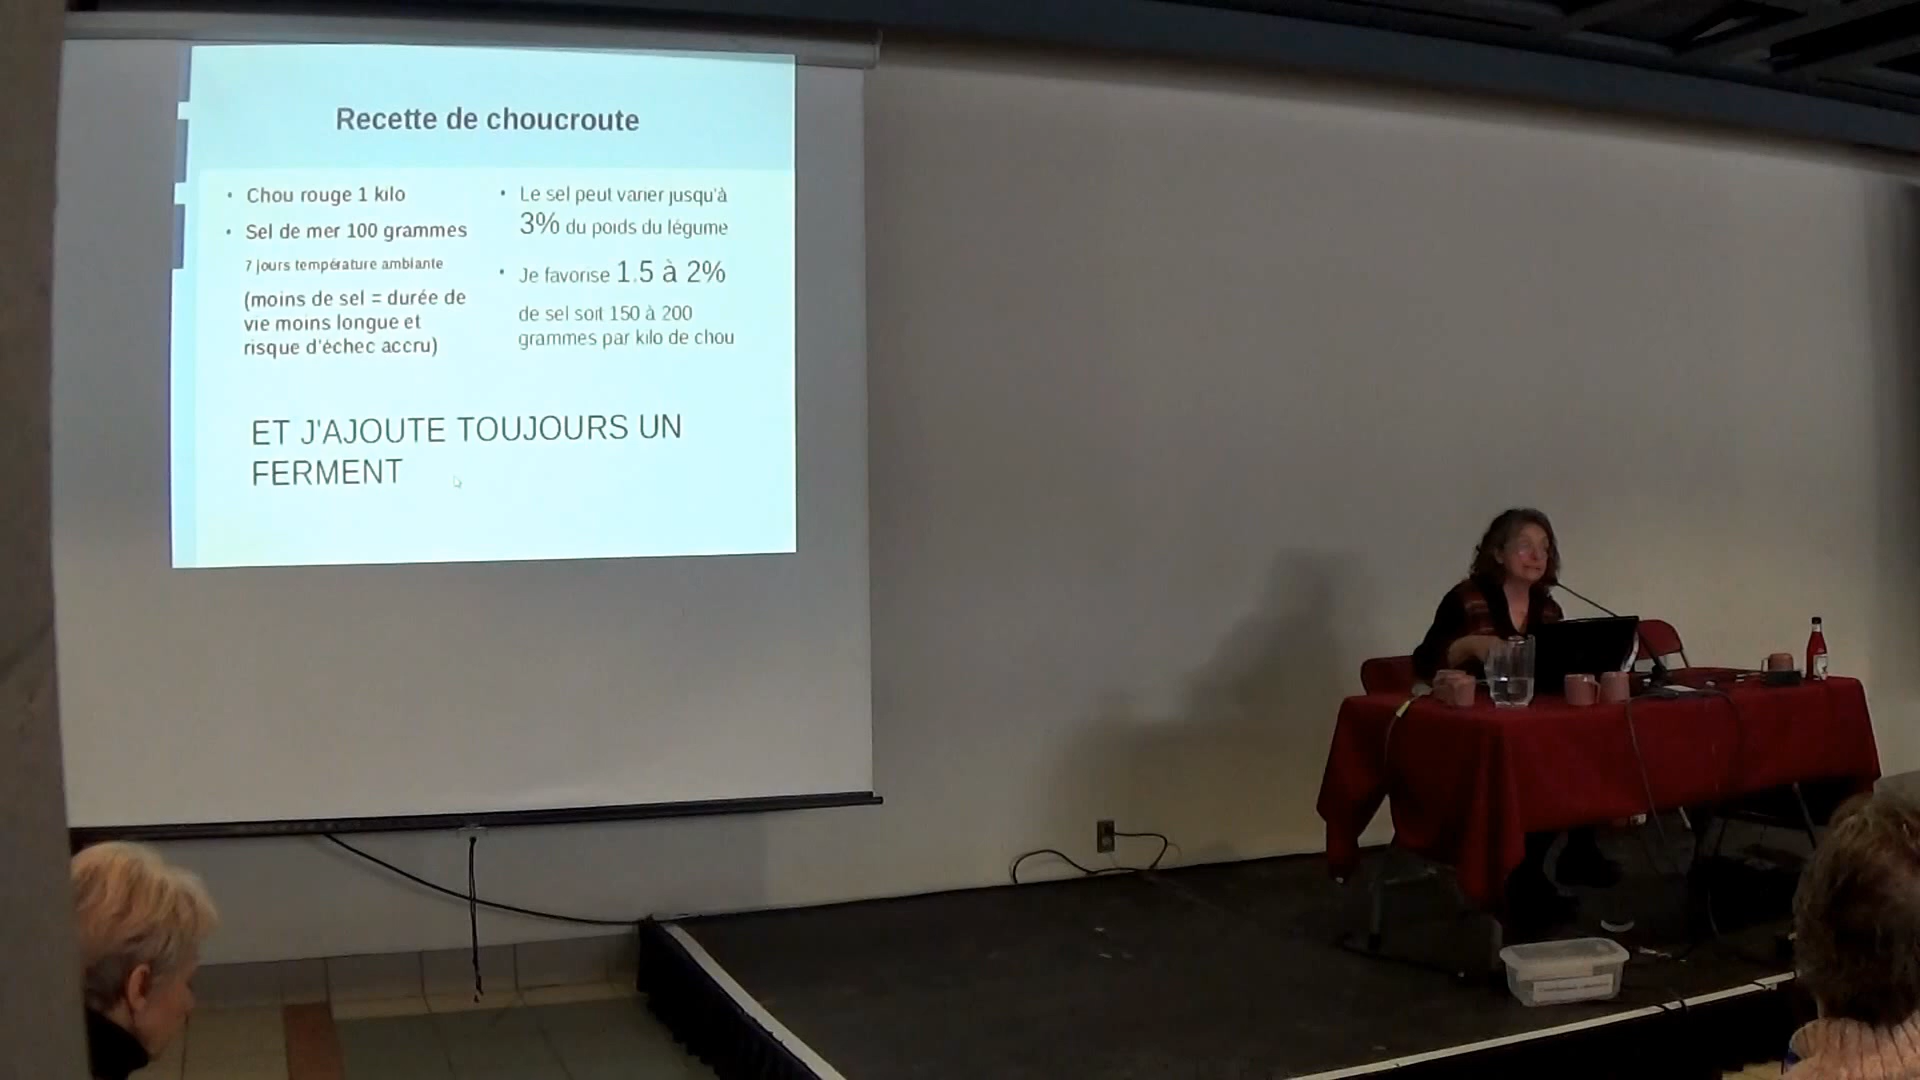 Recette de choucroute
• Chou rouge 1 kilo
• Sel de mer 100 grammes
7 jours température ambiante
(moins de sel = durée de
vie moins longue et
risque d'échec accru)
• Le sel peut varier jusqu'à
3% du poids du légume
• Je favorise 1.5 à 2%
de sel soit 150 à 200
grammes par kilo de chou
ET J'AJOUTE TOUJOURS UN
FERMENT